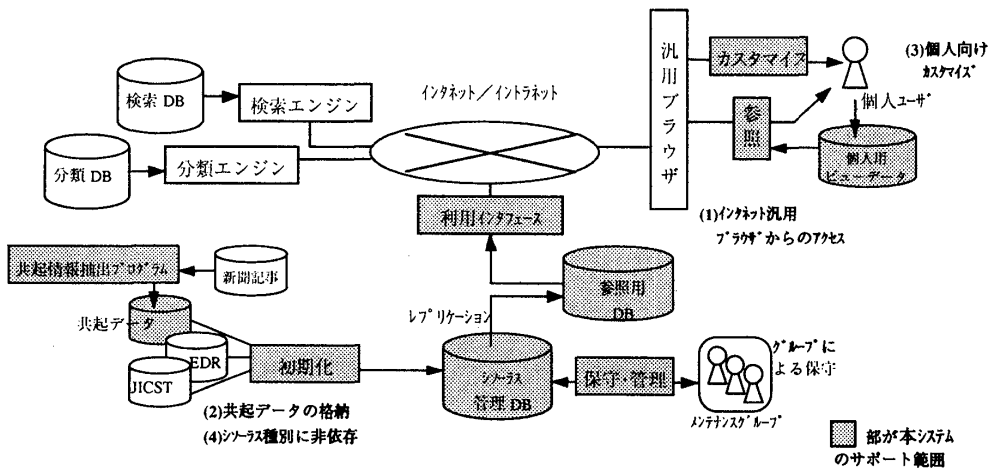 検索 DB
検索エンジン
分類 DB
分類エンジン
インタネット／イントラネット
汎用ブラウザ
カスタマイズ
参照
(3)個人向け
カスタマイズ
個人ユーザ
個人用
ビューデータ
(1)インタネット汎用
ブラウザからのアクセス
利用インタフェース
共起情報抽出プログラム
新聞記事
共起データ
EDR
JICST
初期化
(2)共起データの格納
(4)シソーラス種別に非依存
レプリケーション
参照用
DB
シソーラス
管理 DB
保守・管理
グループに
よる保守
メンテナンスグループ
部が本システム
のサポート範囲